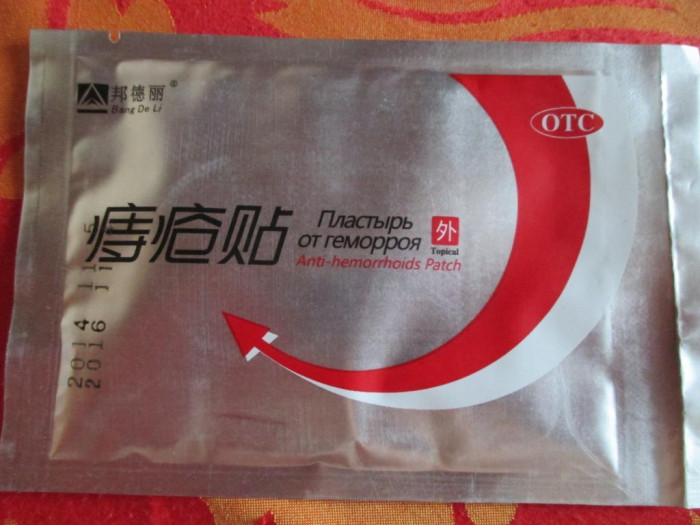 邦德丽®
Bang De Li
OTC
痔疮贴
Пластырь
от геморроя
Anti-hemorrhoids Patch
外
Topical
2014 11
2016 11